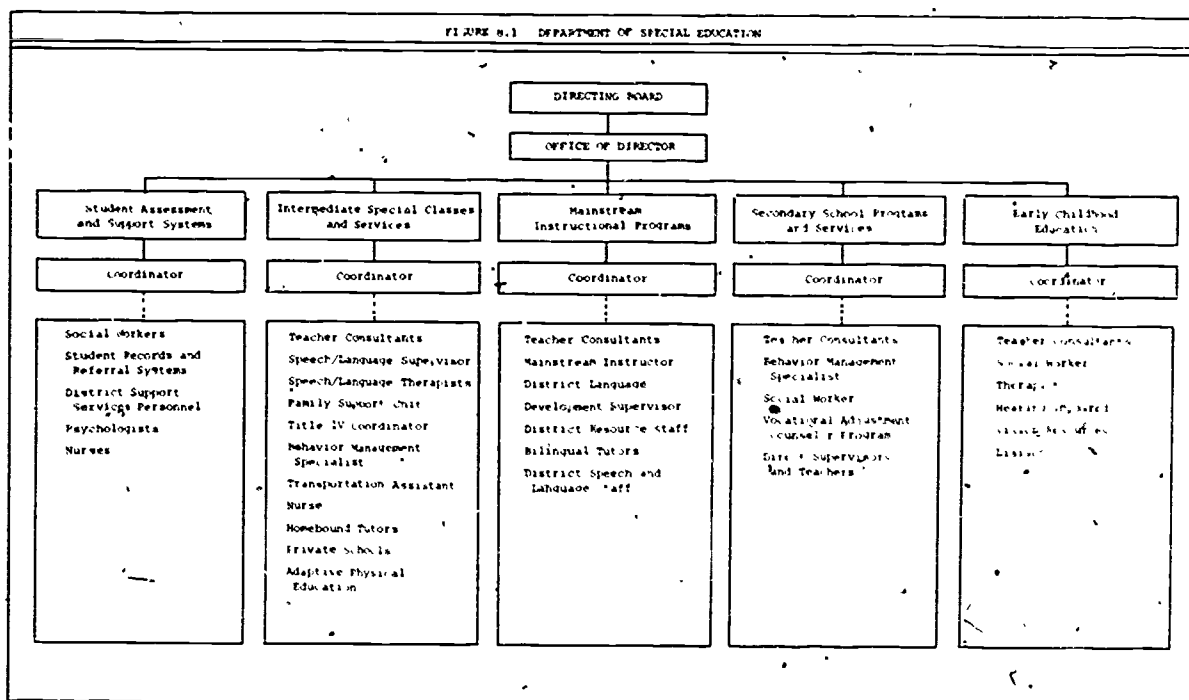 FIGURE 8.1 DEPARTMENT OF SPECIAL EDUCATION
DIRECTING BOARD
OFFICE OF DIRECTOR
Student Assessment
and Support Systems
Coordinator
Social Workers
Student Records and
Referral Systems
District Support
Services Personnel
Psychologists
Nurses
Intermediate Special Classes
and Services
Coordinator
Teacher Consultants
Speech/Language Supervisor
Speech/Language Therapists
Family Support Unit
Title IV Coordinator
Behavior Management
Specialist
Transportation Assistant
Nurse
Homebound Tutors
Private Schools
Adaptive Physical
Education
Mainstream
Instructional Programs
Coordinator
Teacher Consultants
Mainstream Instructor
District Language
Development Supervisor
District Resource Staff
Bilingual Tutors
District Speech and
Language Staff
Secondary School Programs
and Services
Coordinator
Teacher Consultants
Behavior Management
Specialist
Social Worker
Vocational Adjustment
Counselor Program
Direct Supervisors
and Teachers
Early Childhood
Education
Coordinator
Teacher Consultants
Social Worker
Therapist
Hearing Impaired
Resources